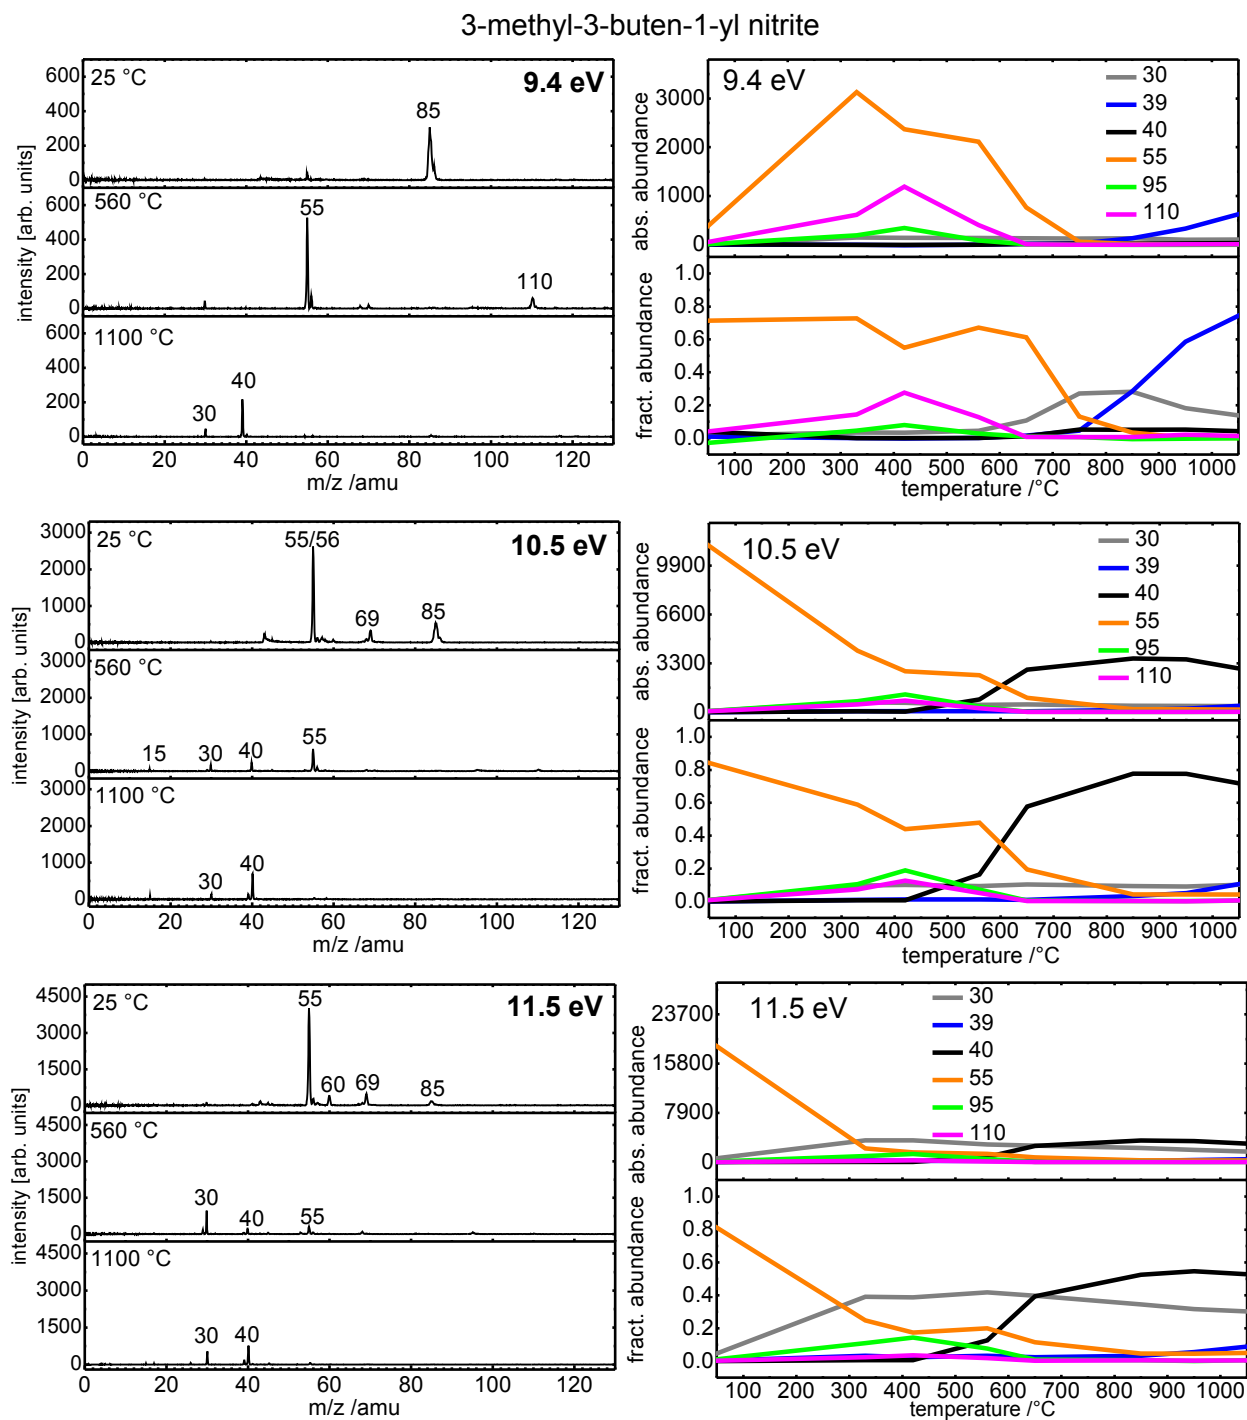 3-methyl-3-buten-1-yl nitrite
25 °C
9.4 eV
600
400
200
0
85
560 °C
600
400
200
0
55
110
1100 °C
600
400
200
0
30
40
0 20 40 60 80 100 120
m/z /amu
intensity [arb. units]
9.4 eV
30
39
40
55
95
110
3000
2000
1000
0
abs. abundance
1.0
0.8
0.6
0.4
0.2
0.0
fract. abundance
100 200 300 400 500 600 700 800 900 1000
temperature /°C
25 °C
10.5 eV
3000
2000
1000
0
55/56
69
85
560 °C
3000
2000
1000
0
15
30
40
55
1100 °C
3000
2000
1000
0
30
40
0 20 40 60 80 100 120
m/z /amu
intensity [arb. units]
10.5 eV
30
39
40
55
95
110
9900
6600
3300
0
abs. abundance
1.0
0.8
0.6
0.4
0.2
0.0
fract. abundance
100 200 300 400 500 600 700 800 900 1000
temperature /°C
25 °C
11.5 eV
4500
3000
1500
0
55
60
69
85
560 °C
4500
3000
1500
0
30
40
55
1100 °C
4500
3000
1500
0
30
40
0 20 40 60 80 100 120
m/z /amu
intensity [arb. units]
11.5 eV
30
39
40
55
95
110
23700
15800
7900
0
abs. abundance
1.0
0.8
0.6
0.4
0.2
0.0
fract. abundance
100 200 300 400 500 600 700 800 900 1000
temperature /°C